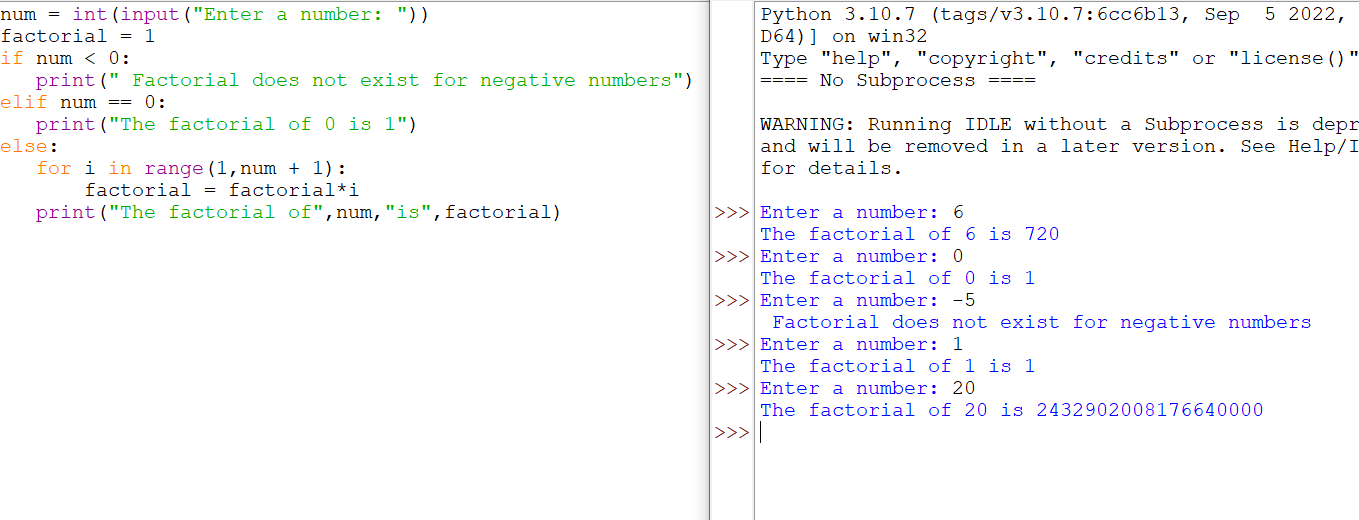 num = int(input("Enter a number: "))
factorial = 1
if num < 0:
   print(" Factorial does not exist for negative numbers")
elif num == 0:
   print("The factorial of 0 is 1")
else:
   for i in range(1,num + 1):
       factorial = factorial*i
   print("The factorial of",num,"is",factorial)
Python 3.10.7 (tags/v3.10.7:6cc6b13, Sep  5 2022,
D64)] on win32
Type "help", "copyright", "credits" or "license()"
==== No Subprocess ====
WARNING: Running IDLE without a Subprocess is depr
and will be removed in a later version. See Help/I
for details.
>>> Enter a number: 6
The factorial of 6 is 720
>>> Enter a number: 0
The factorial of 0 is 1
>>> Enter a number: -5
 Factorial does not exist for negative numbers
>>> Enter a number: 1
The factorial of 1 is 1
>>> Enter a number: 20
The factorial of 20 is 2432902008176640000
>>>